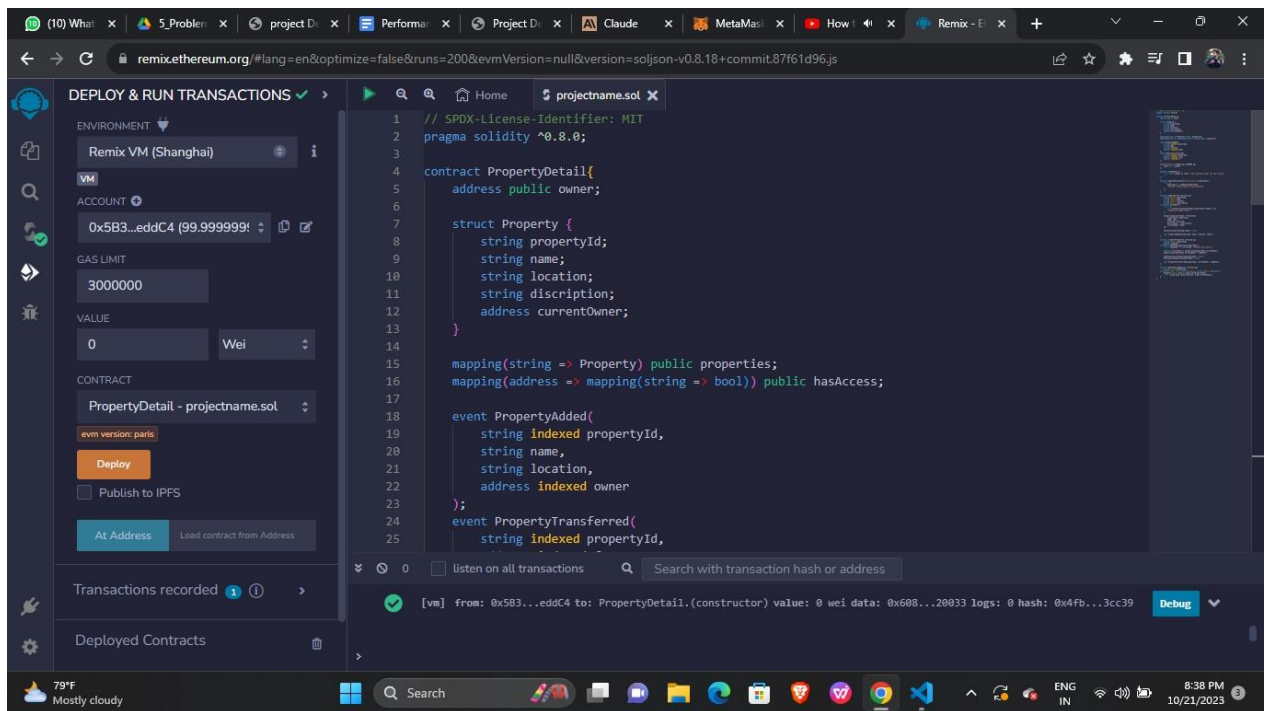 (10) What
5_Problem
project De
Performar
Project De
Claude
MetaMas
How t
Remix - E
remix.ethereum.org/#lang=en&optimize=false&runs=200&evmVersion=null&version=soljson-v0.8.18+commit.87f61d96.js
DEPLOY & RUN TRANSACTIONS
ENVIRONMENT
Remix VM (Shanghai)
VM
ACCOUNT
0x5B3...eddC4 (99.9999999
GAS LIMIT
3000000
VALUE
0
Wei
CONTRACT
PropertyDetail - projectname.sol
evm version: paris
Deploy
Publish to IPFS
At Address
Load contract from Address
Transactions recorded 1
Deployed Contracts
Home
projectname.sol
1 // SPDX-License-Identifier: MIT
2 pragma solidity ^0.8.0;
3
4 contract PropertyDetail{
5 address public owner;
6
7 struct Property {
8 string propertyId;
9 string name;
10 string location;
11 string discription;
12 address currentOwner;
13 }
14
15 mapping(string => Property) public properties;
16 mapping(address => mapping(string => bool)) public hasAccess;
17
18 event PropertyAdded(
19 string indexed propertyId,
20 string name,
21 string location,
22 address indexed owner
23 );
24 event PropertyTransferred(
25 string indexed propertyId,
0
listen on all transactions
Search with transaction hash or address
[vm] from: 0x5B3...eddC4 to: PropertyDetail.(constructor) value: 0 wei data: 0x608...20033 logs: 0 hash: 0x4fb...3cc39
Debug
>
79°F
Mostly cloudy
Search
ENG
IN
8:38 PM
10/21/2023
3